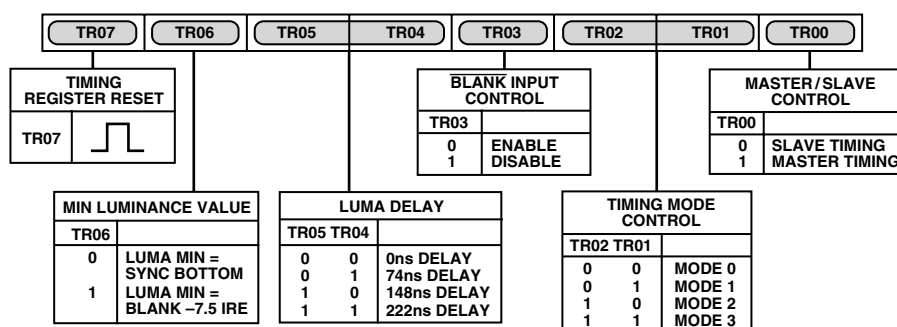 TR07 TR06 TR05 TR04 TR03 TR02 TR01 TR00
TIMING
REGISTER RESET
TR07
BLANK INPUT
CONTROL
TR03
0 ENABLE
1 DISABLE
MASTER/SLAVE
CONTROL
TR00
0 SLAVE TIMING
1 MASTER TIMING
MIN LUMINANCE VALUE
TR06
0 LUMA MIN =
SYNC BOTTOM
1 LUMA MIN =
BLANK –7.5 IRE
LUMA DELAY
TR05 TR04
0 0 0ns DELAY
0 1 74ns DELAY
1 0 148ns DELAY
1 1 222ns DELAY
TIMING MODE
CONTROL
TR02 TR01
0 0 MODE 0
0 1 MODE 1
1 0 MODE 2
1 1 MODE 3